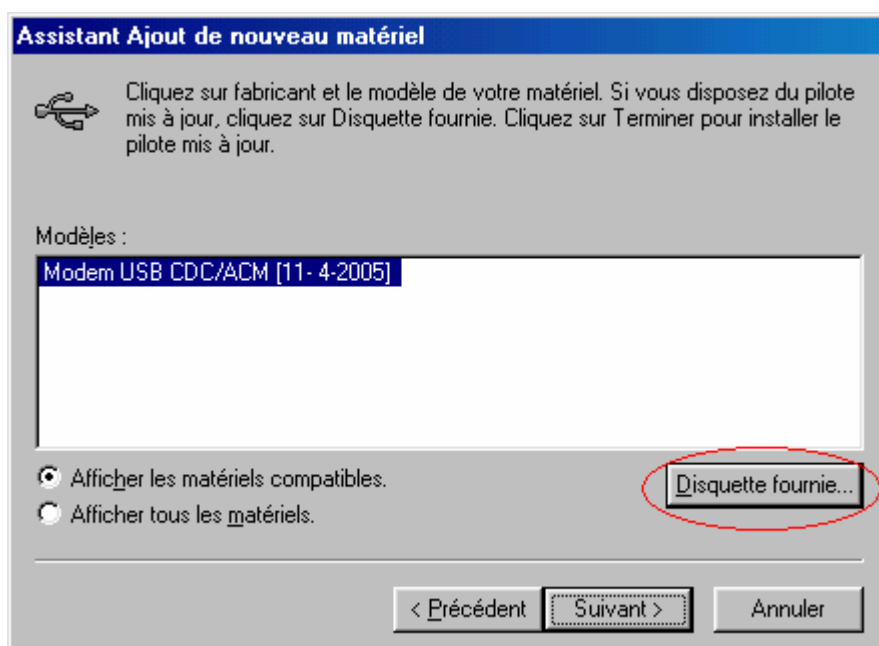 Assistant Ajout de nouveau matériel
Cliquez sur fabricant et le modèle de votre matériel. Si vous disposez du pilote
mis à jour, cliquez sur Disquette fournie. Cliquez sur Terminer pour installer le
pilote mis à jour.
Modèles :
Modem USB CDC/ACM [11- 4-2005]
Afficher les matériels compatibles.
Disquette fournie...
Afficher tous les matériels.
< Précédent
Suivant >
Annuler